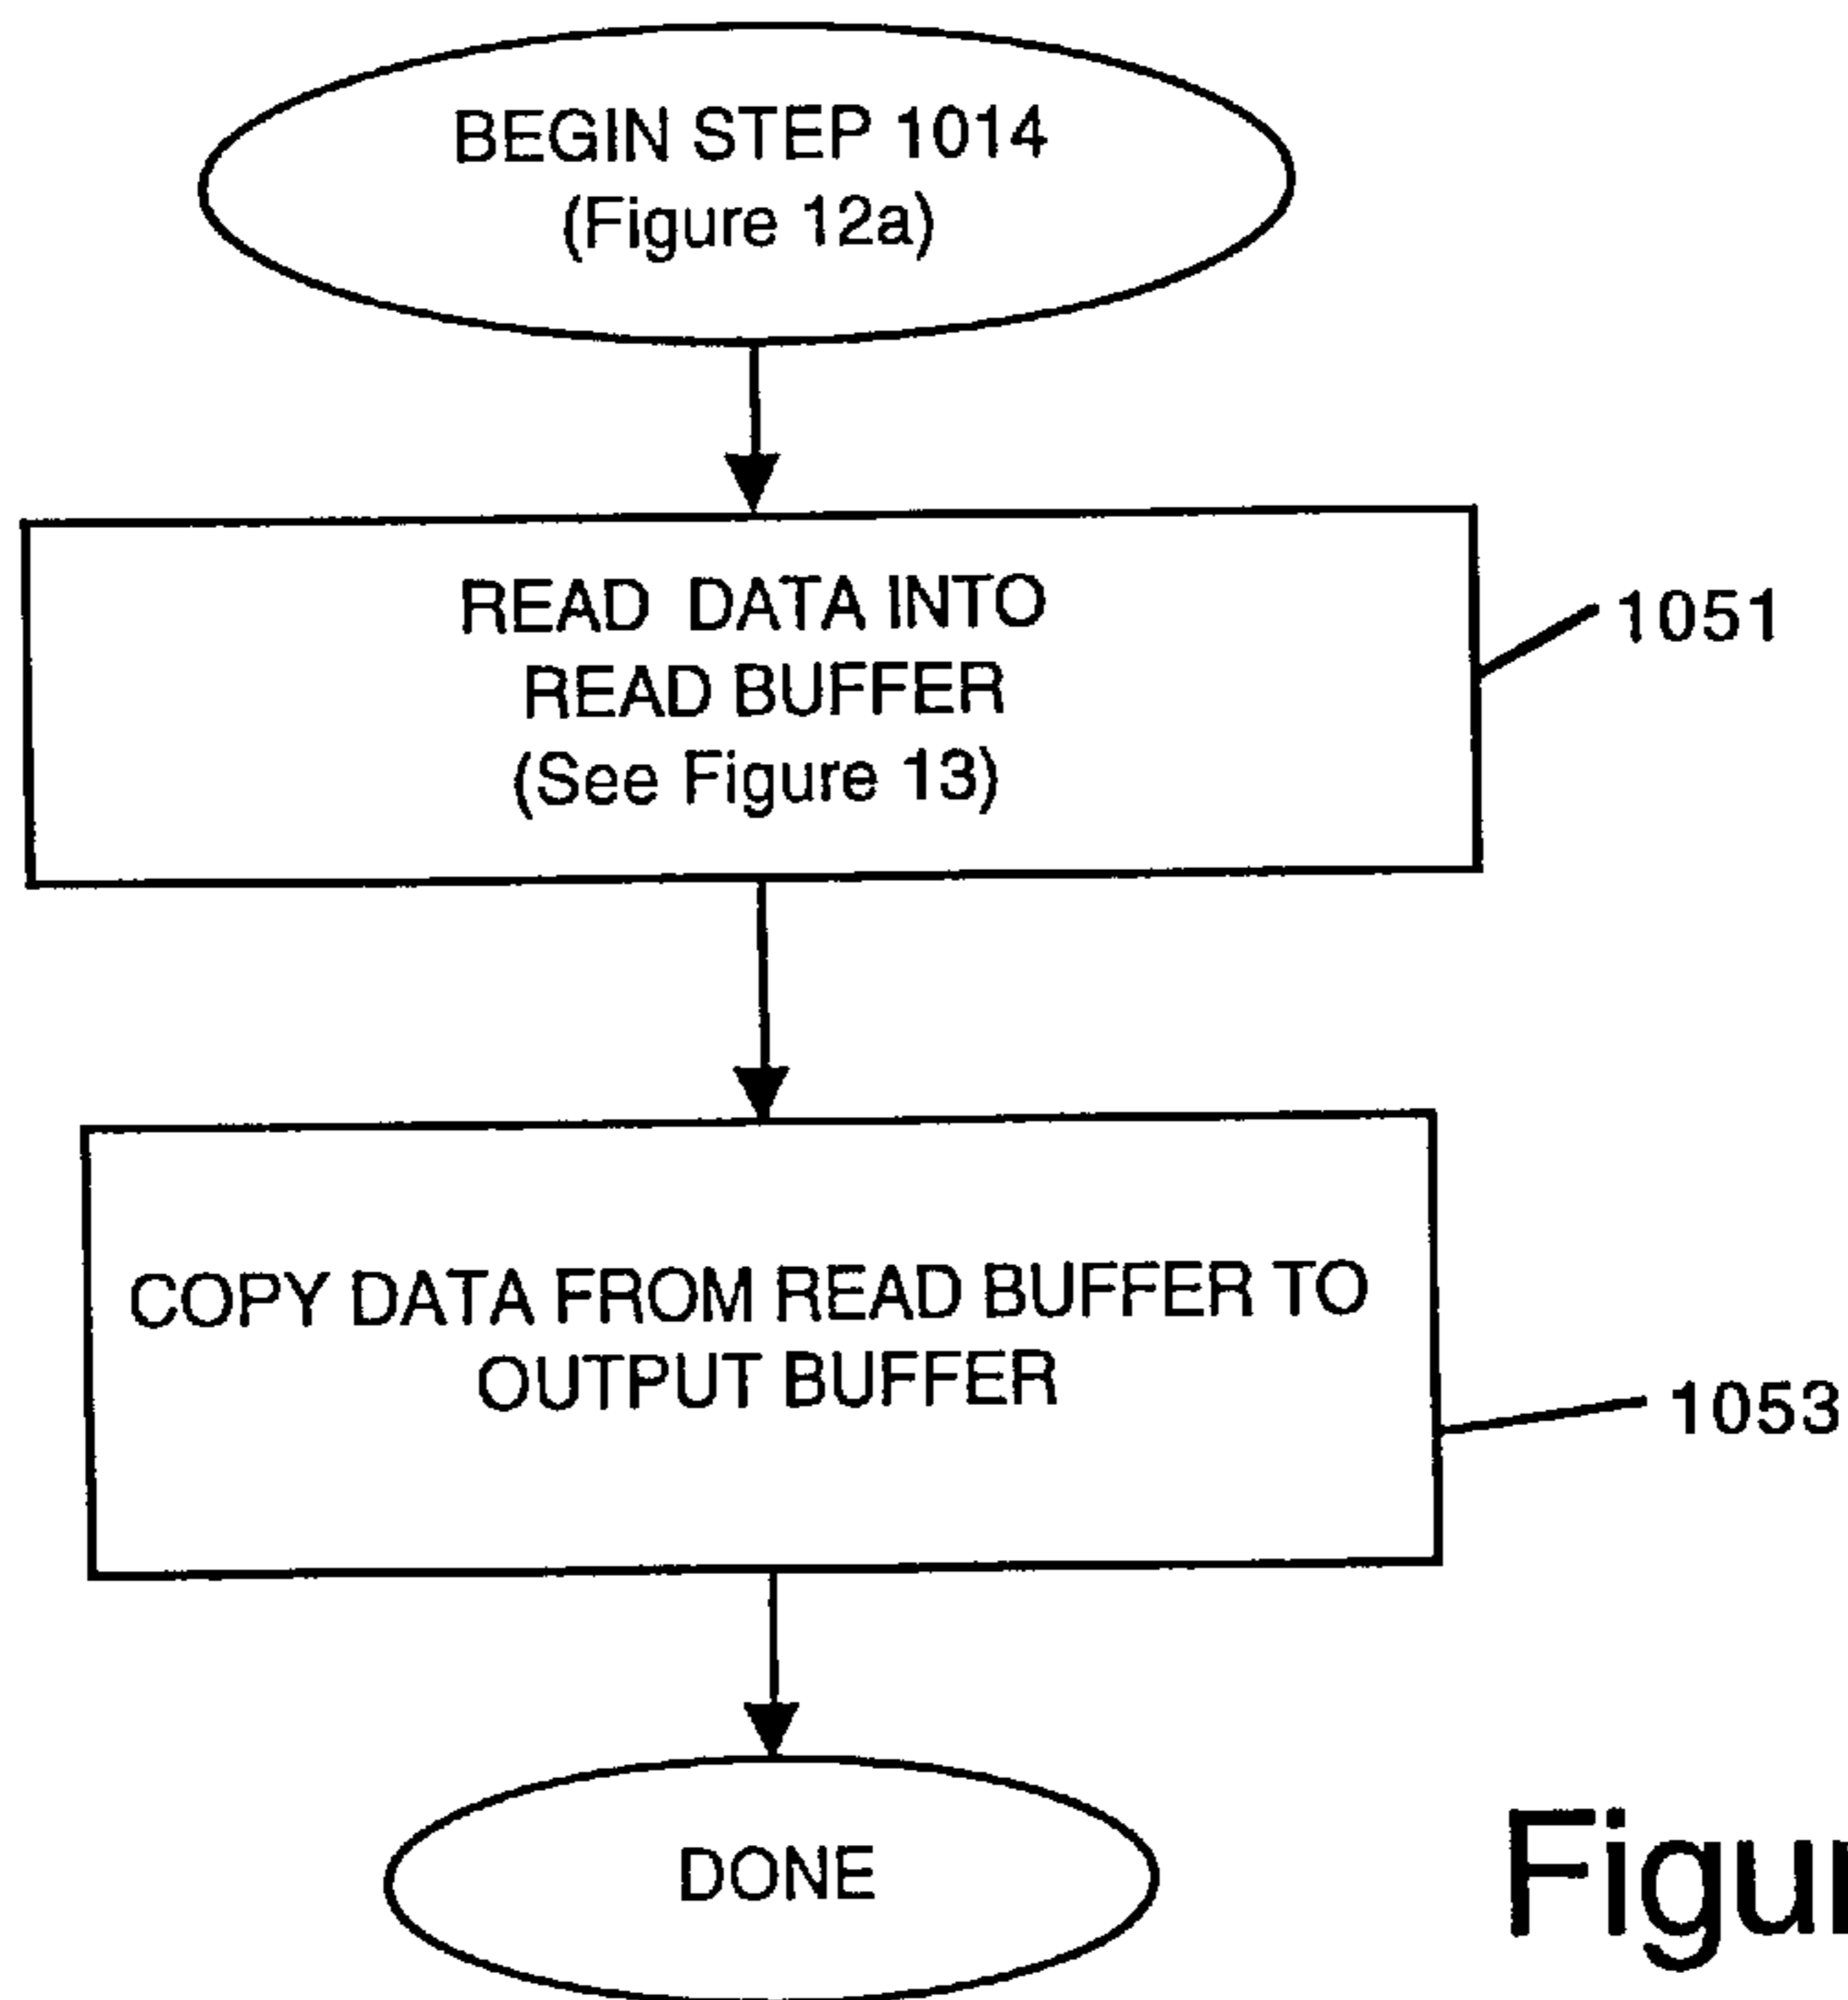 BEGIN STEP 1014
(Figure 12a)
READ DATA INTO
READ BUFFER
(See Figure 13)
1051
COPY DATA FROM READ BUFFER TO
OUTPUT BUFFER
1053
DONE